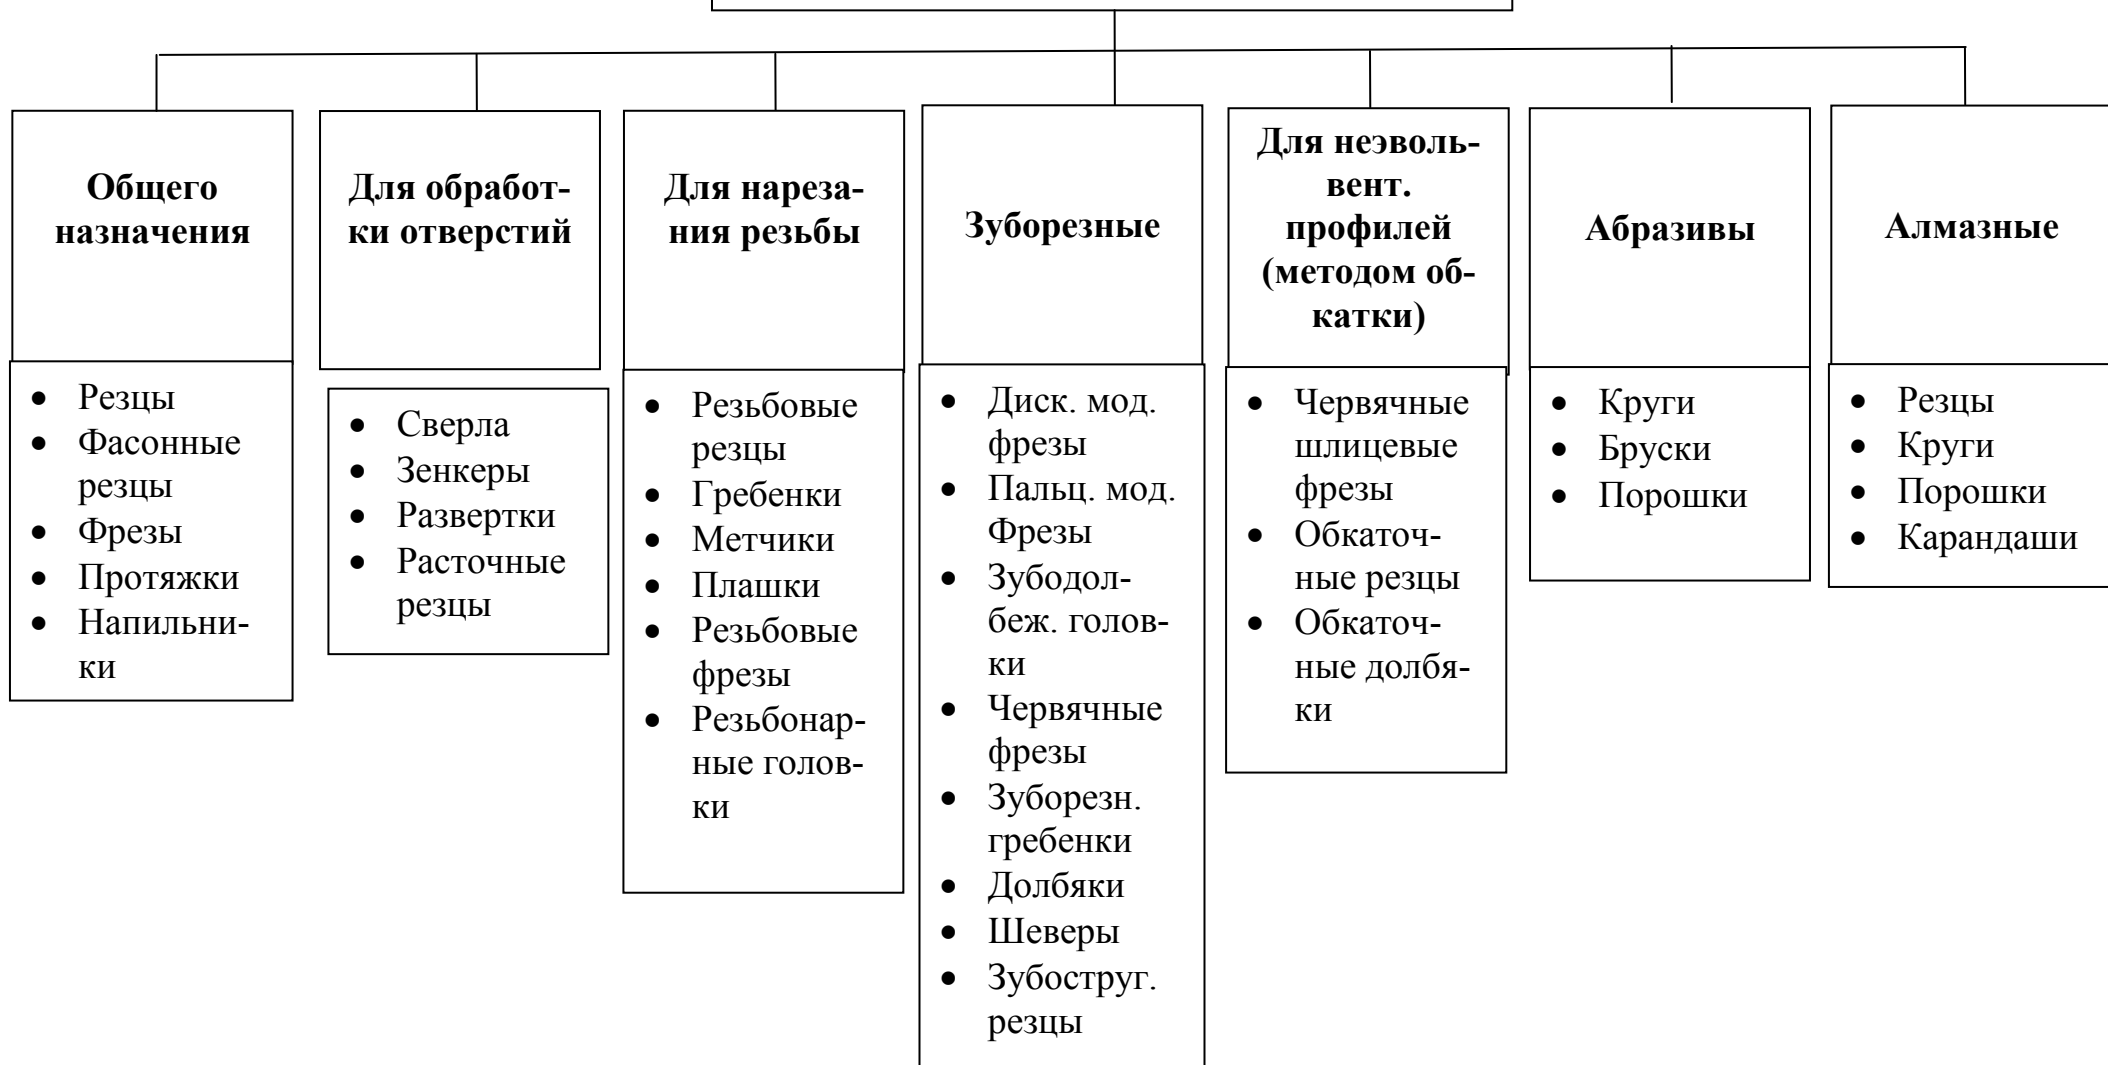 Общего
назначения
Для обработ-
ки отверстий
Для нареза-
ния резьбы
Зуборезные
Для неэволь-
вент.
профилей
(методом об-
катки)
Абразивы
Алмазные
• Резцы
• Фасонные
резцы
• Фрезы
• Протяжки
• Напильни-
ки
• Сверла
• Зенкеры
• Развертки
• Расточные
резцы
• Резьбовые
резцы
• Гребенки
• Метчики
• Плашки
• Резьбовые
фрезы
• Резьбонар-
ные голов-
ки
• Диск. мод.
фрезы
• Пальц. мод.
Фрезы
• Зубодол-
беж. голов-
ки
• Червячные
фрезы
• Зуборезн.
гребенки
• Долбяки
• Шеверы
• Зубоструг.
резцы
• Червячные
шлицевые
фрезы
• Обкаточ-
ные резцы
• Обкаточ-
ные долбя-
ки
• Круги
• Бруски
• Порошки
• Резцы
• Круги
• Порошки
• Карандаши